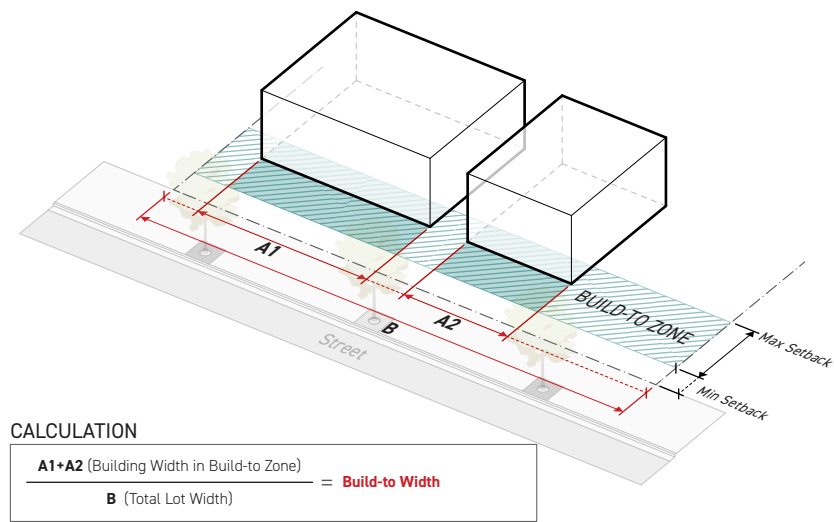 A1
A2
B
Street
BUILD-TO ZONE
Max Setback
Min Setback
CALCULATION
A1+A2 (Building Width in Build-to Zone)
B (Total Lot Width)
= Build-to Width